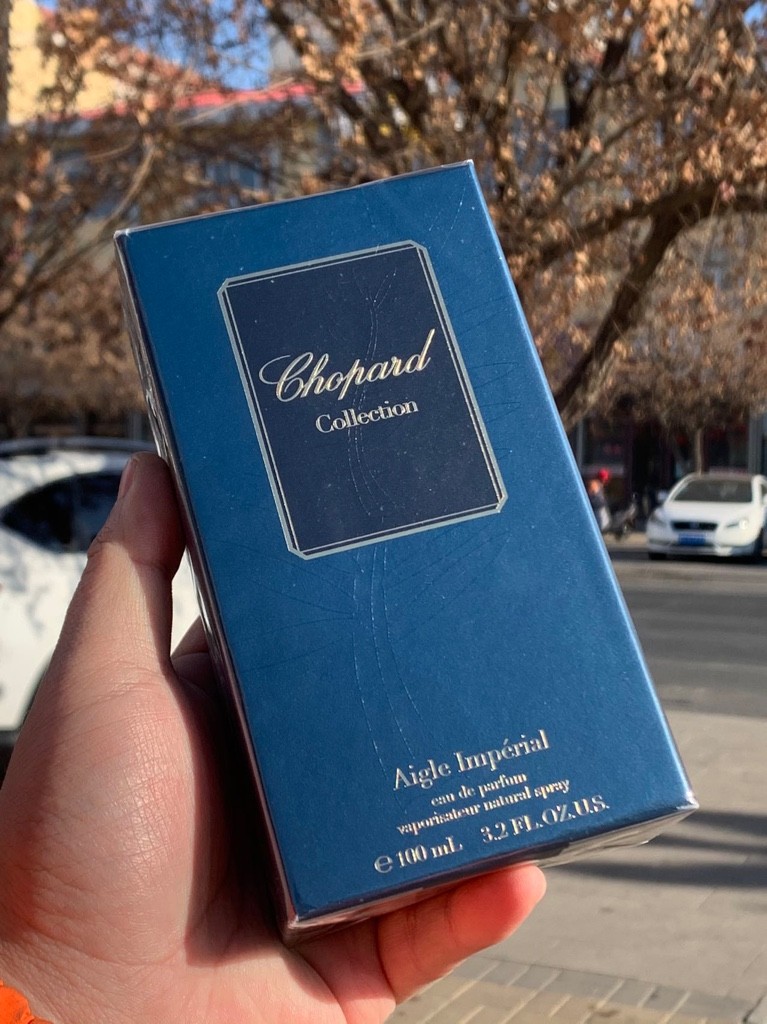 Chopard
Collection
Aigle Impérial
eau de parfum
vaporisateur natural spray
℮ 100 mL 3.2 FL.OZ.U.S.